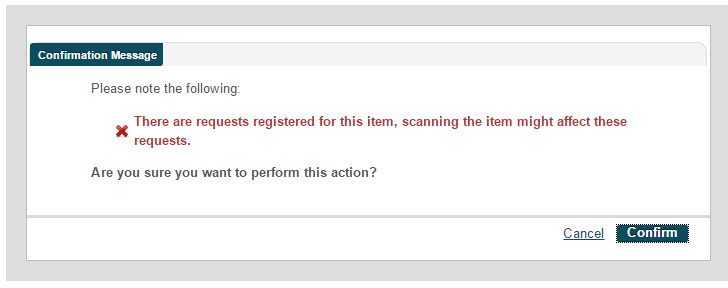 Confirmation Message
Please note the following:
There are requests registered for this item, scanning the item might affect these
requests.
Are you sure you want to perform this action?
Cancel
Confirm